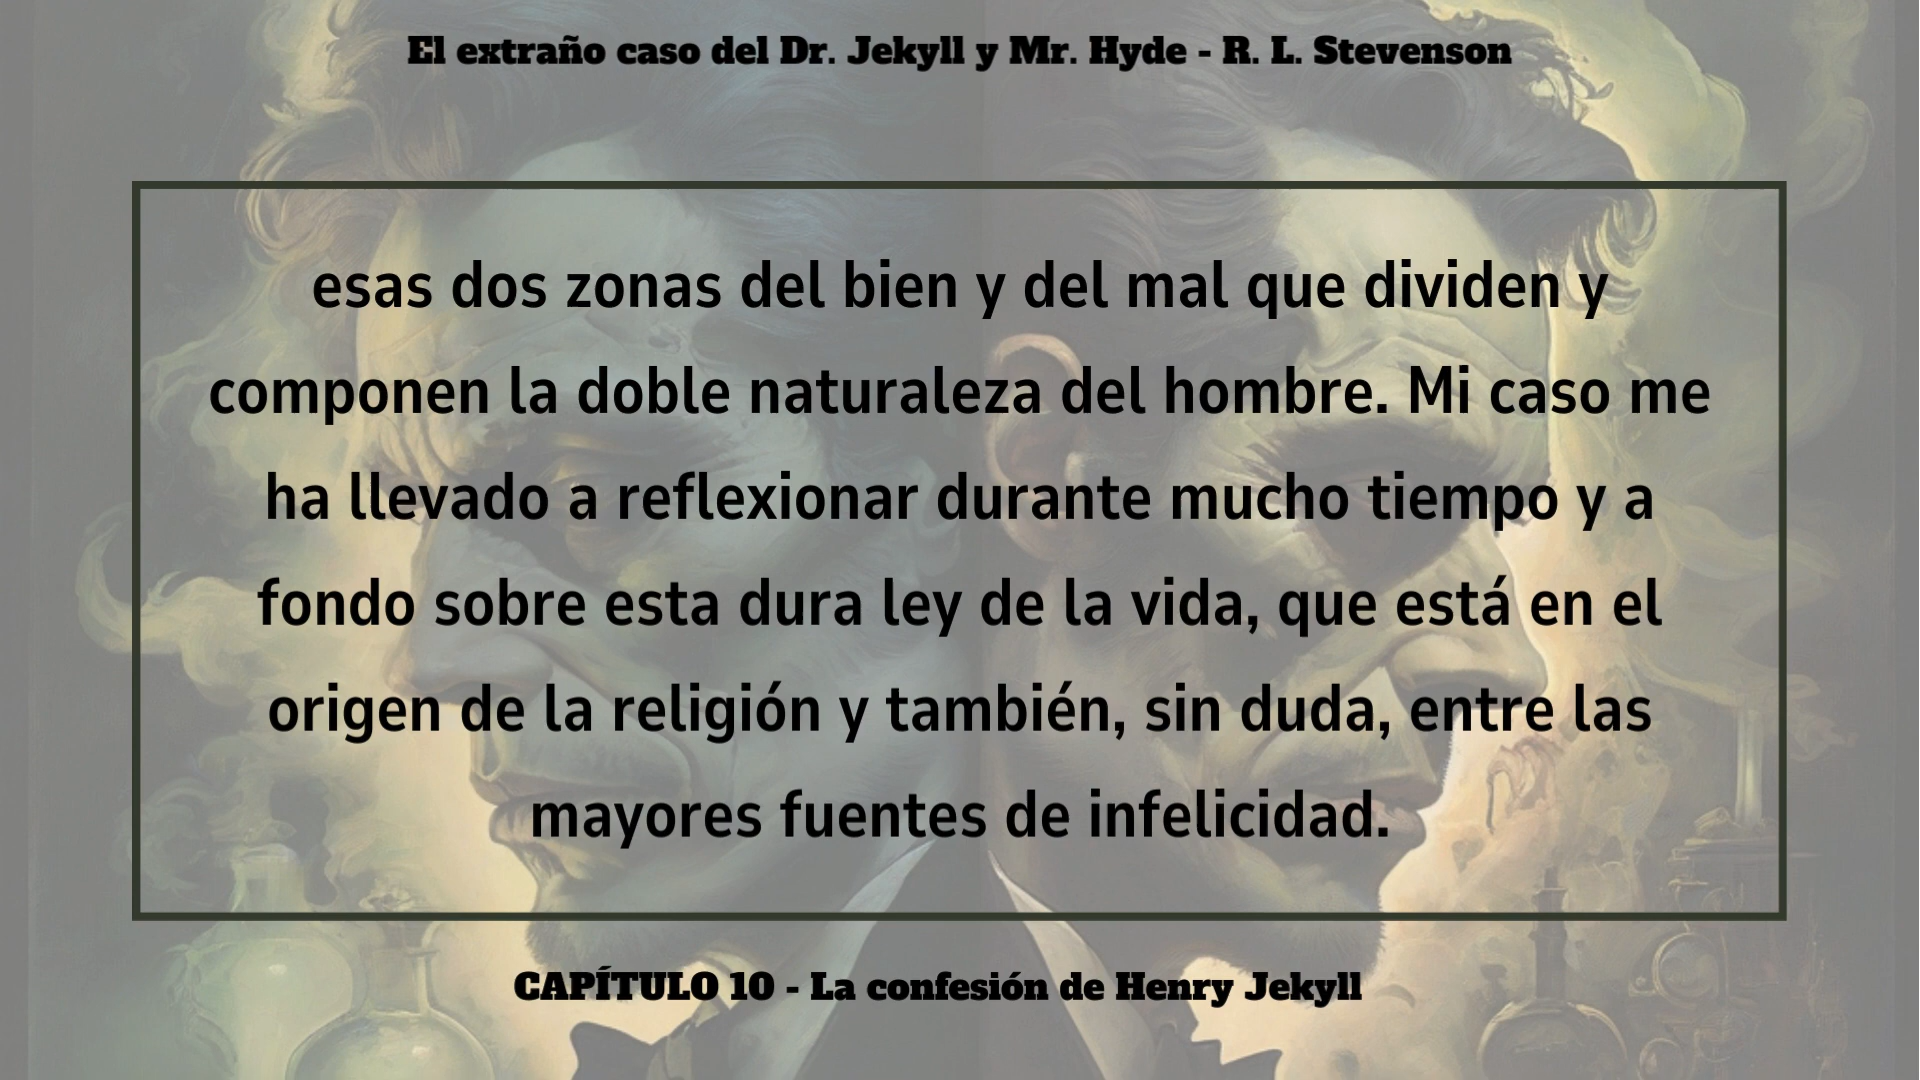 El extraño caso del Dr. Jekyll y Mr. Hyde - R. L. Stevenson
esas dos zonas del bien y del mal que dividen y
componen la doble naturaleza del hombre. Mi caso me
ha llevado a reflexionar durante mucho tiempo y a
fondo sobre esta dura ley de la vida, que está en el
origen de la religión y también, sin duda, entre las
mayores fuentes de infelicidad.
CAPÍTULO 10 - La confesión de Henry Jekyll